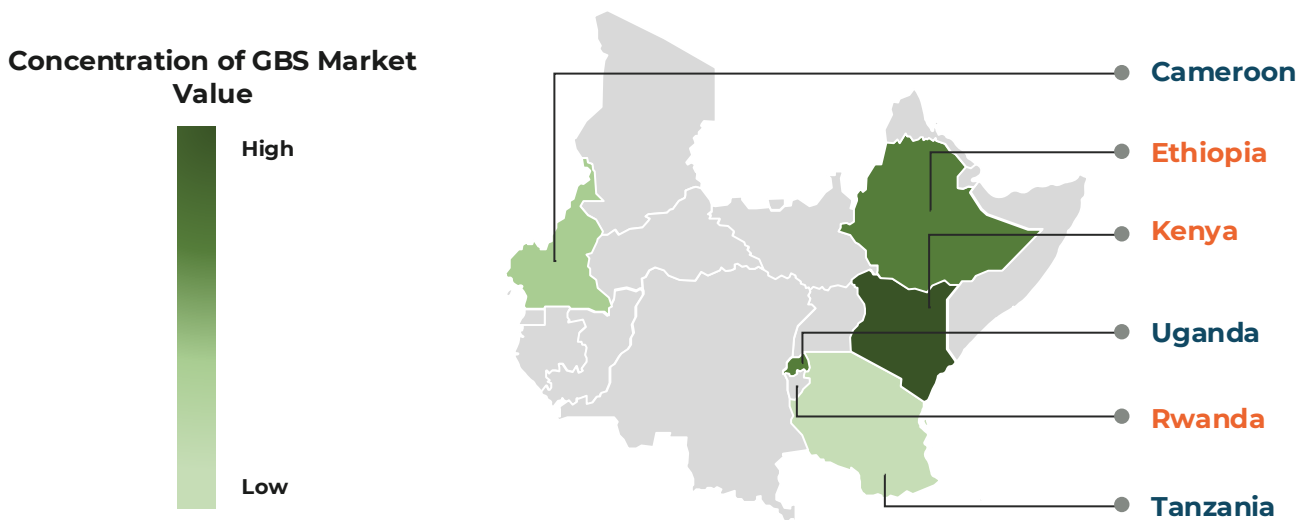 Concentration of GBS Market
Value
High
Low
Cameroon
Ethiopia
Kenya
Uganda
Rwanda
Tanzania